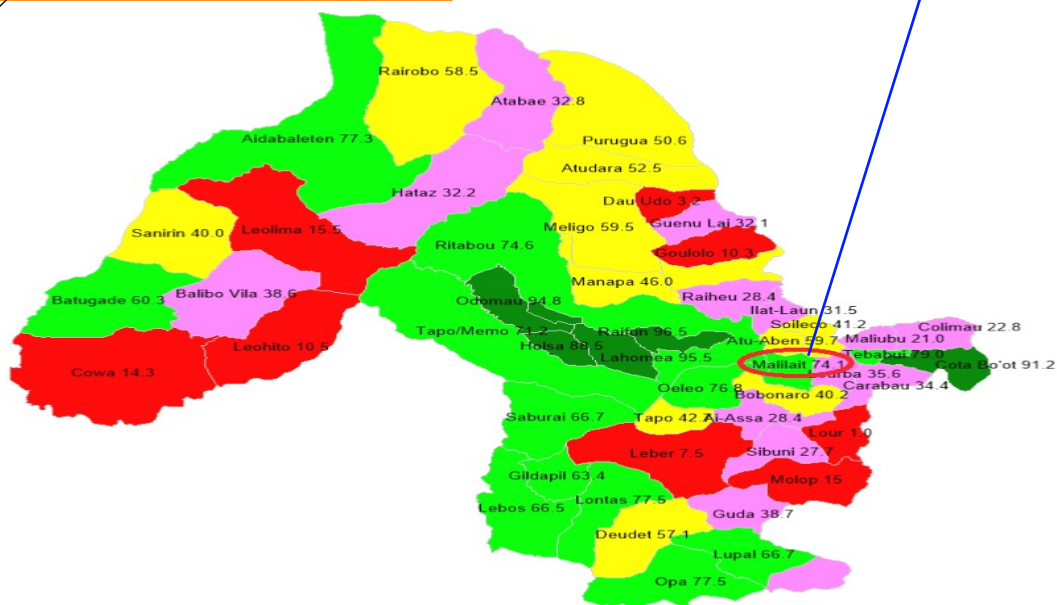 Rairobo 58.5
Atabae 32.8
Aidabaleten 77.3
Purugua 50.6
Atudara 52.5
Hataz 32.2
Dau Udo 3.2
Guenu Lai 32.1
Sanirin 40.0
Leolima 15.5
Meligo 59.5
Ritabou 74.6
Goulolo 10.3
Manapa 46.0
Batugade 60.3
Balibo Vila 38.6
Odomau 94.8
Raiheu 28.4
Ilat-Laun 31.5
Soileco 41.2
Colimau 22.8
Tapo/Memo 71.2
Raifun 96.5
Atu-Aben 59.7
Maliubu 21.0
Leohito 10.5
Holsa 88.5
Lahomea 95.5
Tebabui 79.0
Malilait 74.1
Cota Bo'ot 91.2
Cowa 14.3
35.6
Oeleo 76.8
Carabau 34.4
Bobonaro 40.2
Saburai 66.7
Tapo 42.7
Ai-Assa 28.4
Lour 1.0
Leber 7.5
Sibuni 27.7
Gildapil 63.4
Molop 15
Lontas 77.5
Lebos 66.5
Guda 38.7
Deudet 57.1
Lupal 66.7
Opa 77.5